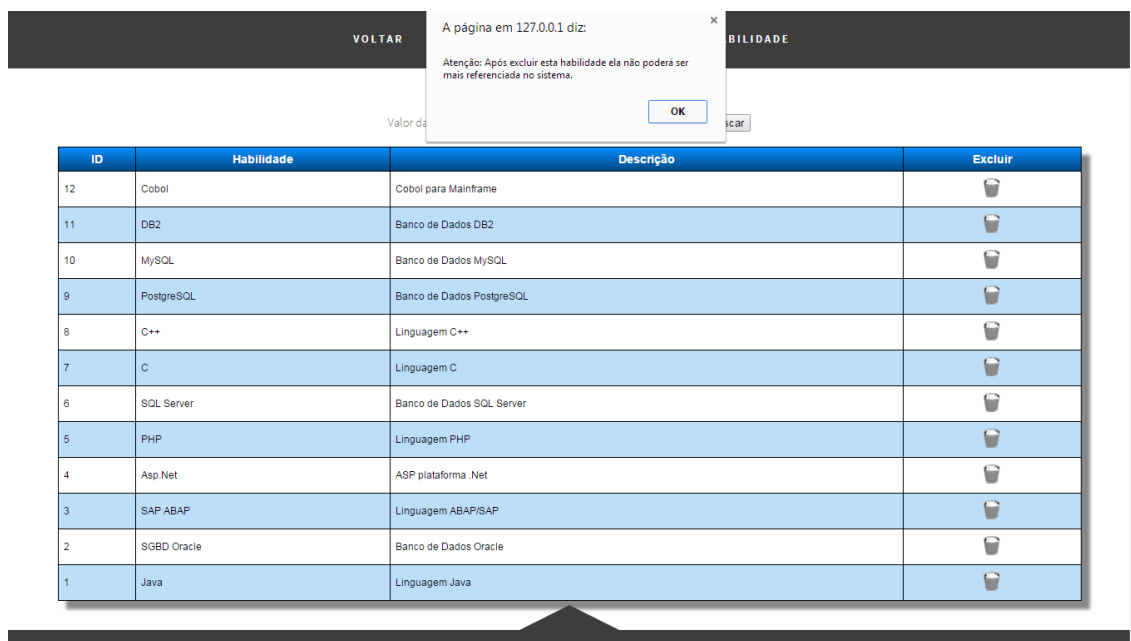 VOLTAR
A página em 127.0.0.1 diz:
Atenção: Após excluir esta habilidade ela não poderá ser
mais referenciada no sistema.
OK
Valor
ID Habilidade Descrição Excluir
12 Cobol Cobol para Mainframe
11 DB2 Banco de Dados DB2
10 MySQL Banco de Dados MySQL
9 PostgreSQL Banco de Dados PostgreSQL
8 C++ Linguagem C++
7 C Linguagem C
6 SQL Server Banco de Dados SQL Server
5 PHP Linguagem PHP
4 Asp.Net ASP plataforma .Net
3 SAP ABAP Linguagem ABAP/SAP
2 SGBD Oracle Banco de Dados Oracle
1 Java Linguagem Java